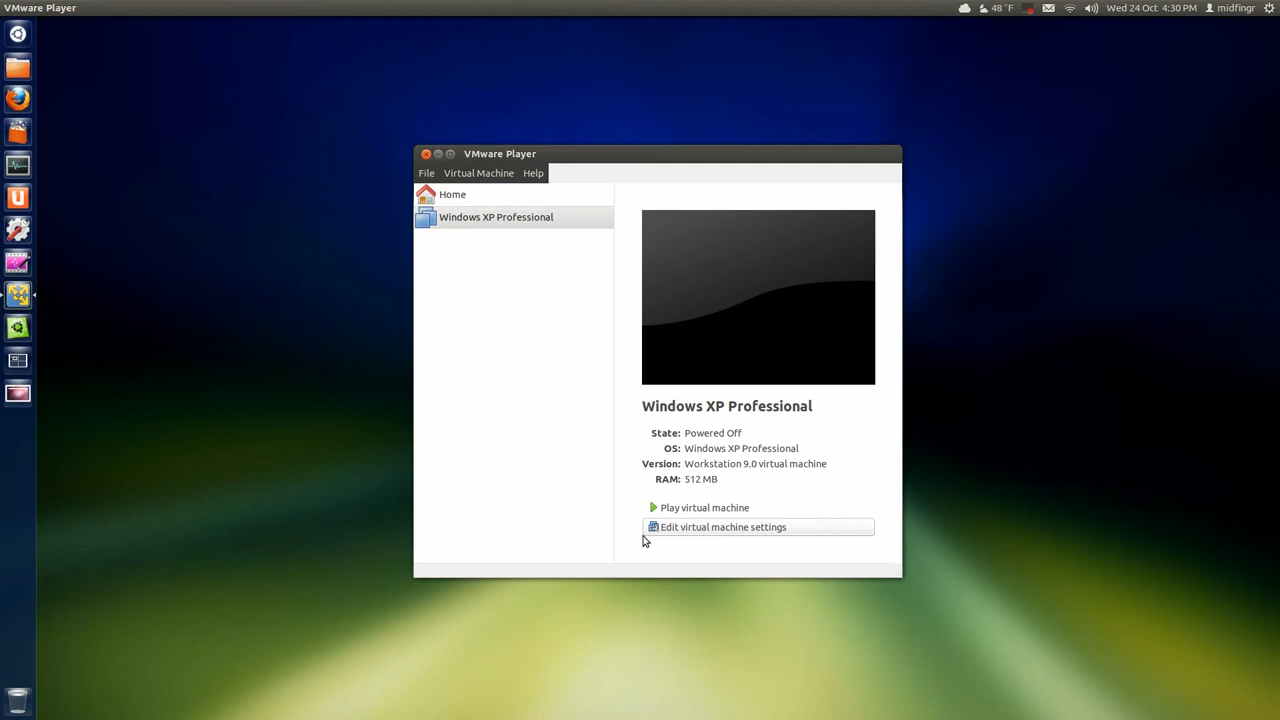 VMware Player
48 °F
Wed 24 Oct 4:30 PM
midfingr
VMware Player
File Virtual Machine Help
Home
Windows XP Professional
Windows XP Professional
State: Powered Off
OS: Windows XP Professional
Version: Workstation 9.0 virtual machine
RAM: 512 MB
Play virtual machine
Edit virtual machine settings